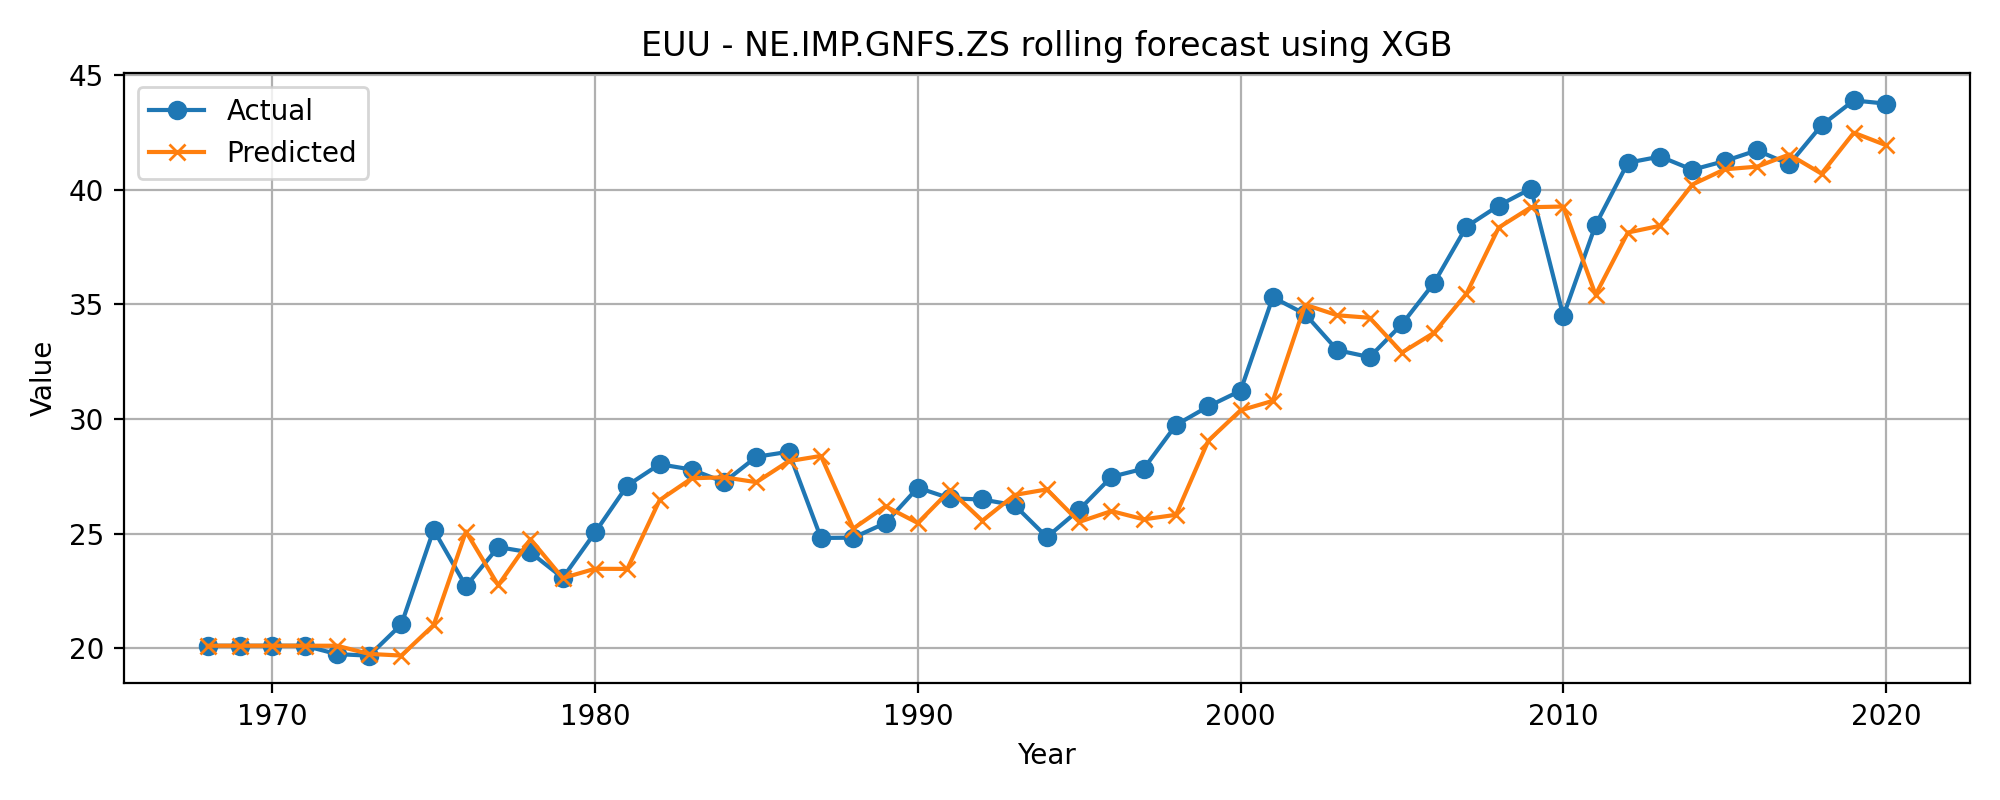 EUU - NE.IMP.GNFS.ZS rolling forecast using XGB
Actual
Predicted
45
40
35
30
25
20
Value
1970 1980 1990 2000 2010 2020
Year